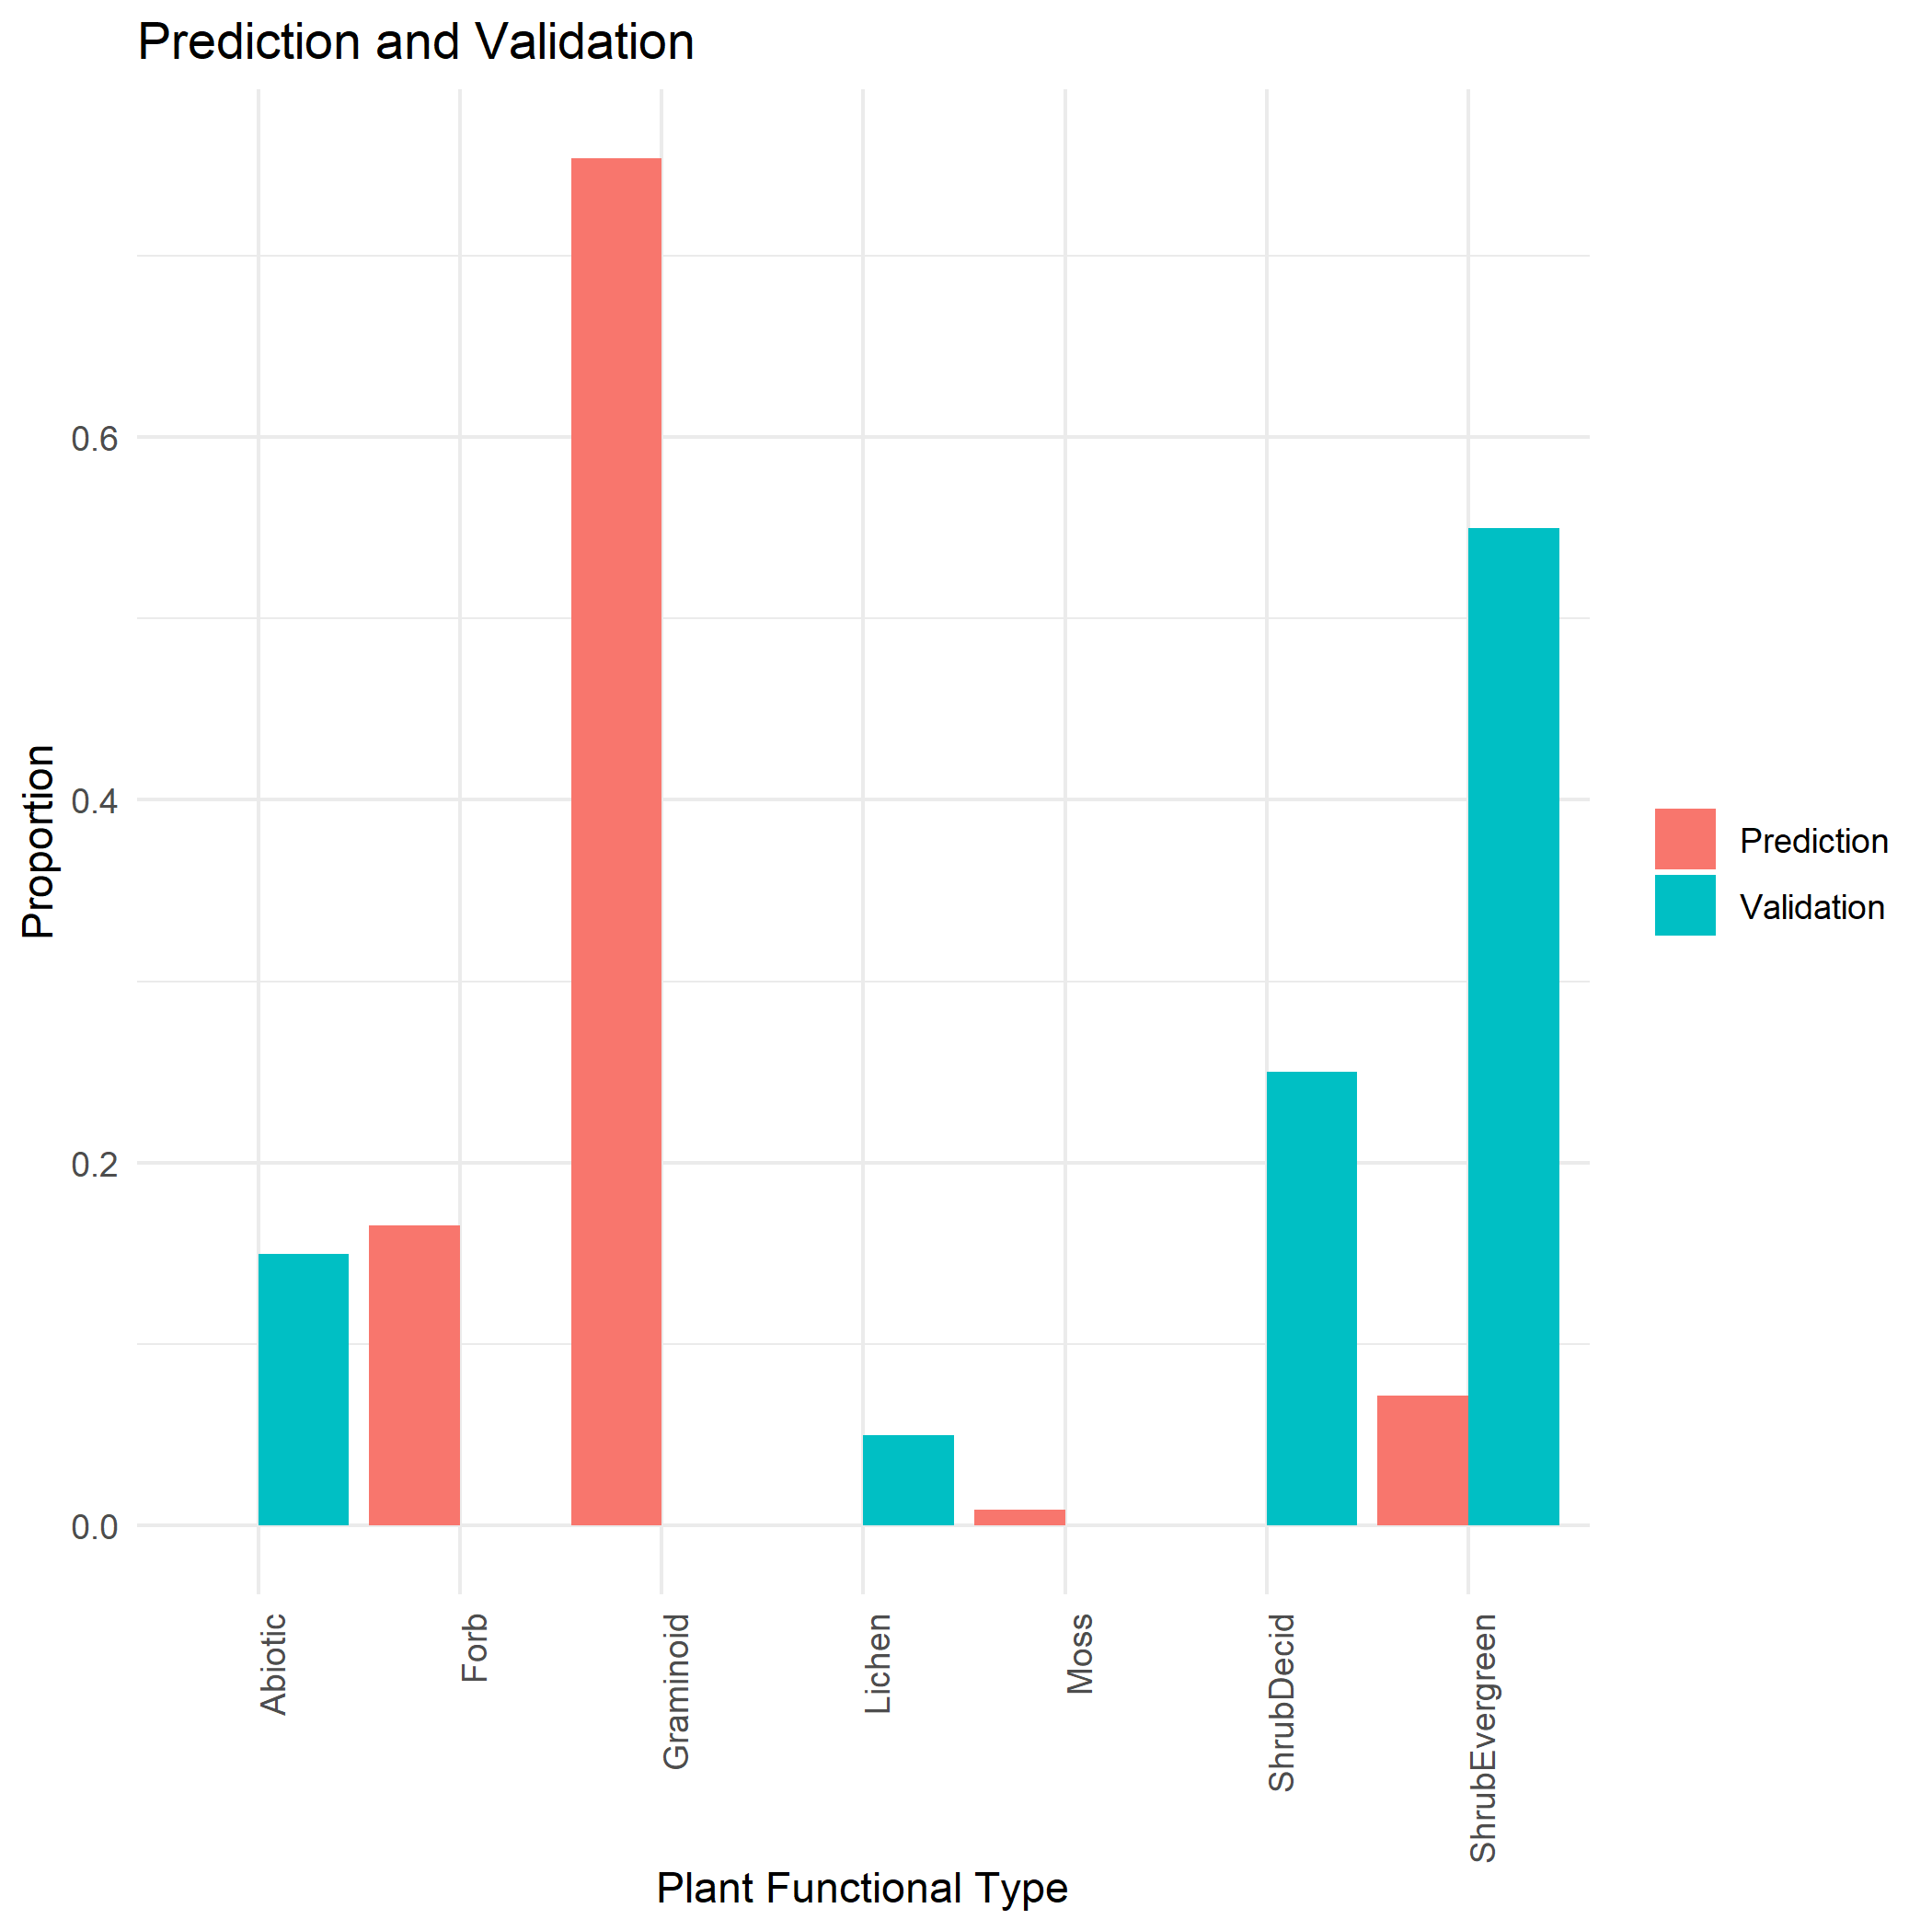 Prediction and Validation
Proportion
0.6
0.4
0.2
0.0
Abiotic
Forb
Graminoid
Lichen
Moss
ShrubDecid
ShrubEvergreen
Plant Functional Type
Prediction
Validation